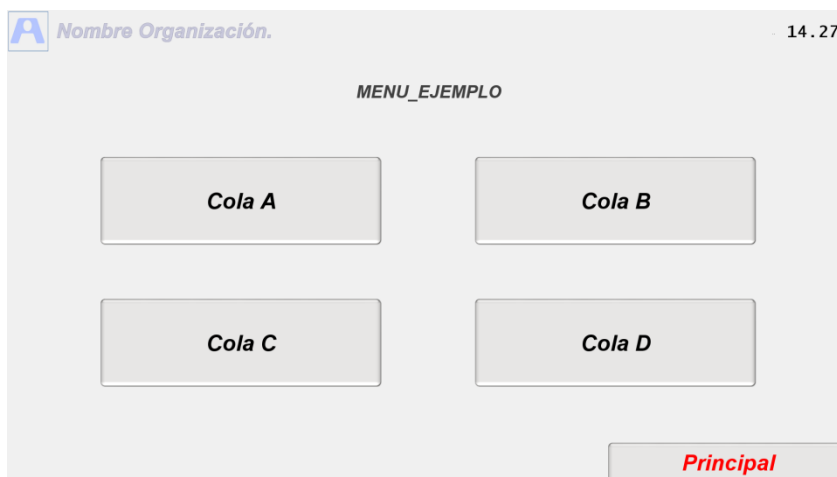 Nombre Organización.
14.27
MENU_EJEMPLO
Cola A
Cola B
Cola C
Cola D
Principal